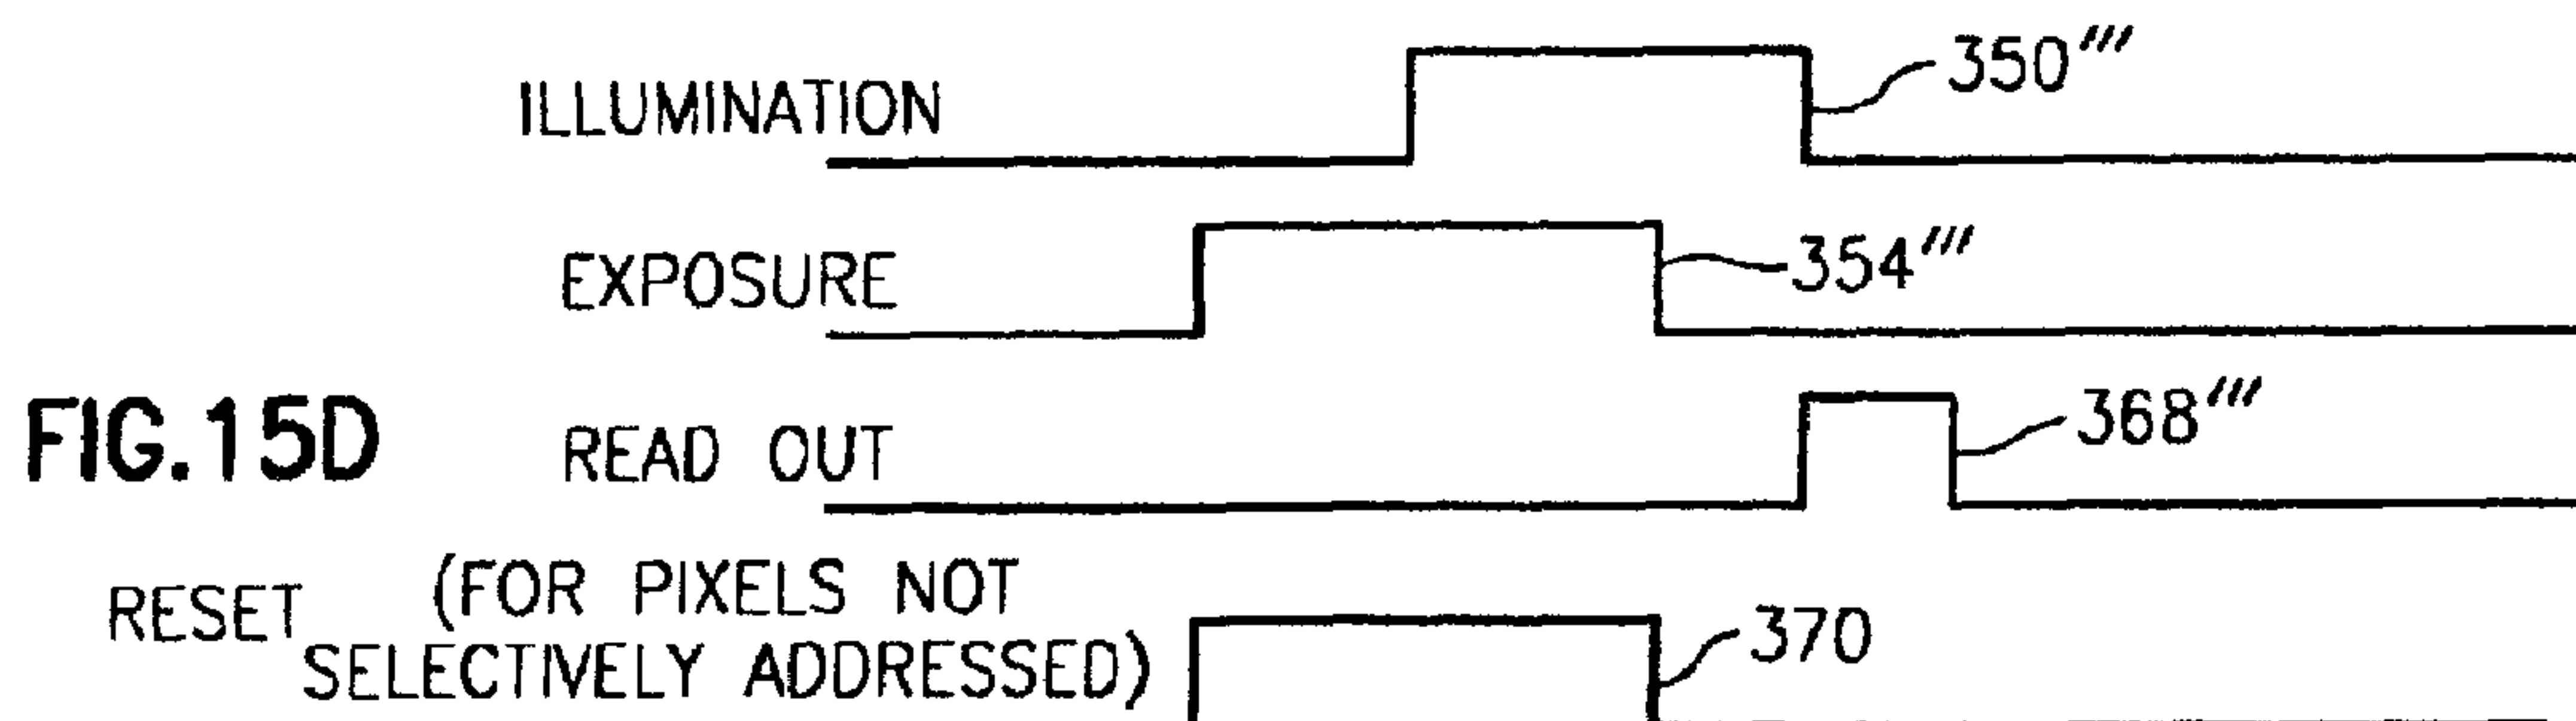 ILLUMINATION
350'''
EXPOSURE
354'''
FIG.15D
READ OUT
368'''
RESET (FOR PIXELS NOT
SELECTIVELY ADDRESSED)
370